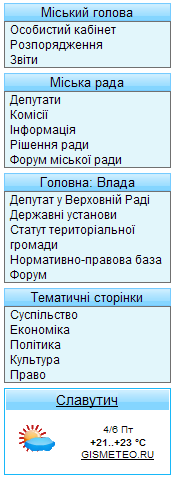 Міський голова
Особистий кабінет
Розпорядження
Звіти
Міська рада
Депутати
Комісії
Інформація
Рішення ради
Форум міської ради
Головна: Влада
Депутат у Верховній Раді
Державні установи
Статут територіальної
громади
Нормативно-правова база
Форум
Тематичні сторінки
Суспільство
Економіка
Політика
Культура
Право
Славутич
4/6 Пт
+21..+23 °C
GISMETEO.RU